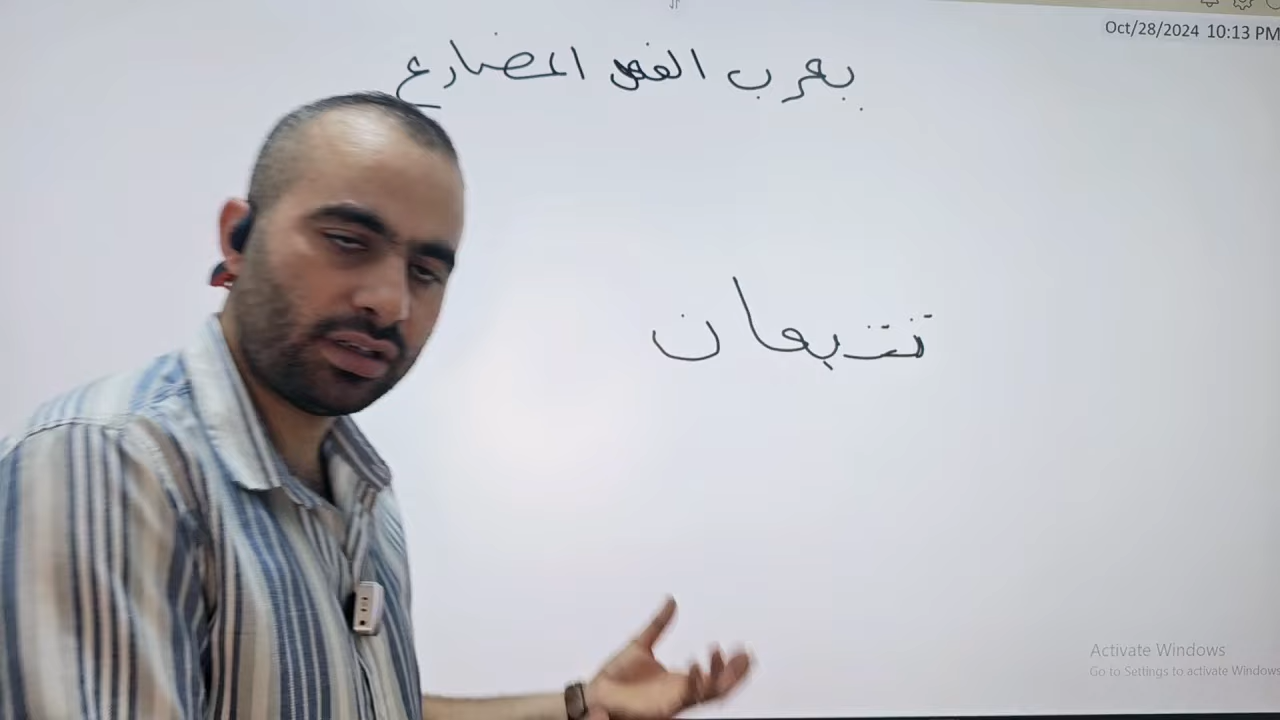 Oct/28/2024 10:13 PM
يعرب الفعل المضارع
تتبعان
Activate Windows
Go to Settings to activate Windows